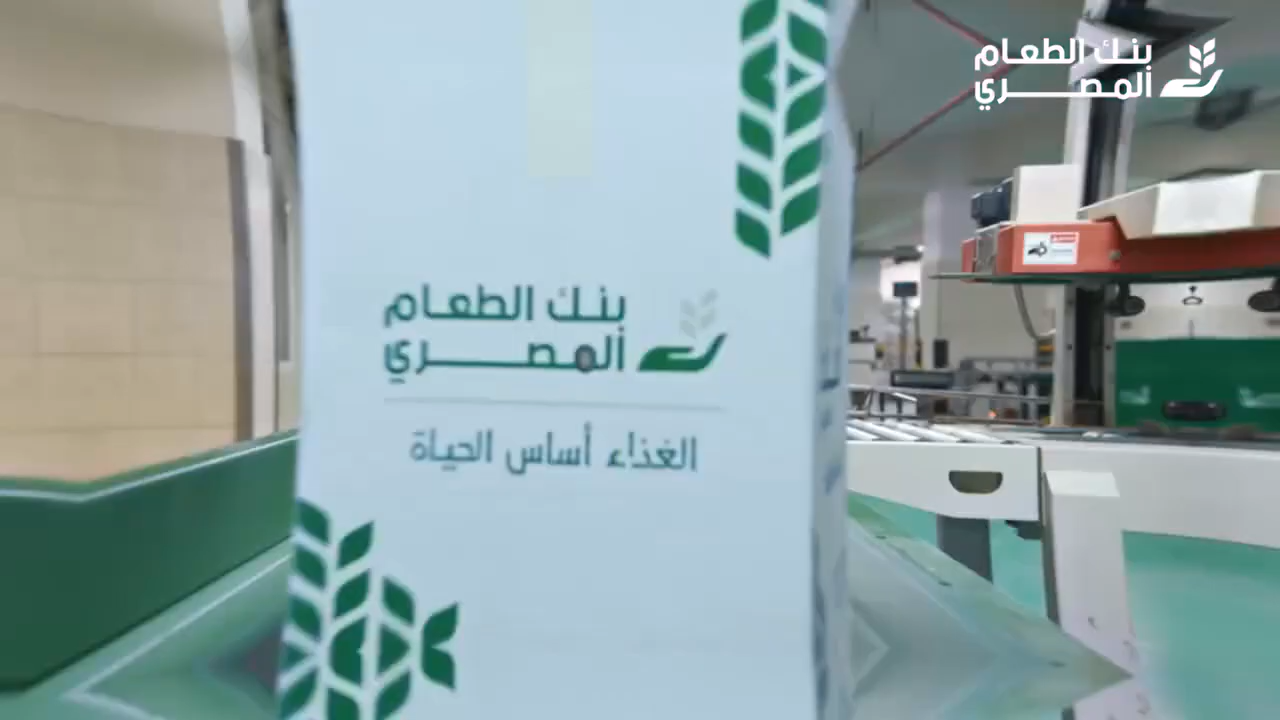 بنك الطعام
المصري
بنك الطعام
المصري
الغذاء أساس الحياة